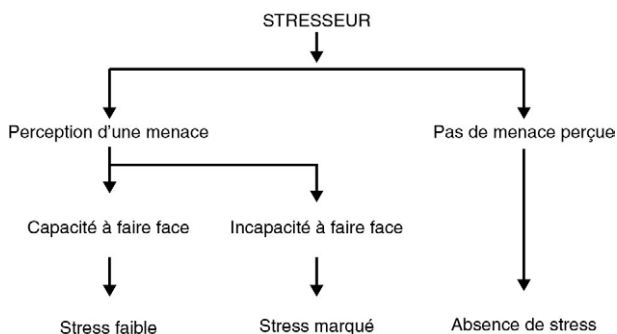 STRESSEUR
Perception d'une menace
Pas de menace perçue
Capacité à faire face
Incapacité à faire face
Stress faible
Stress marqué
Absence de stress